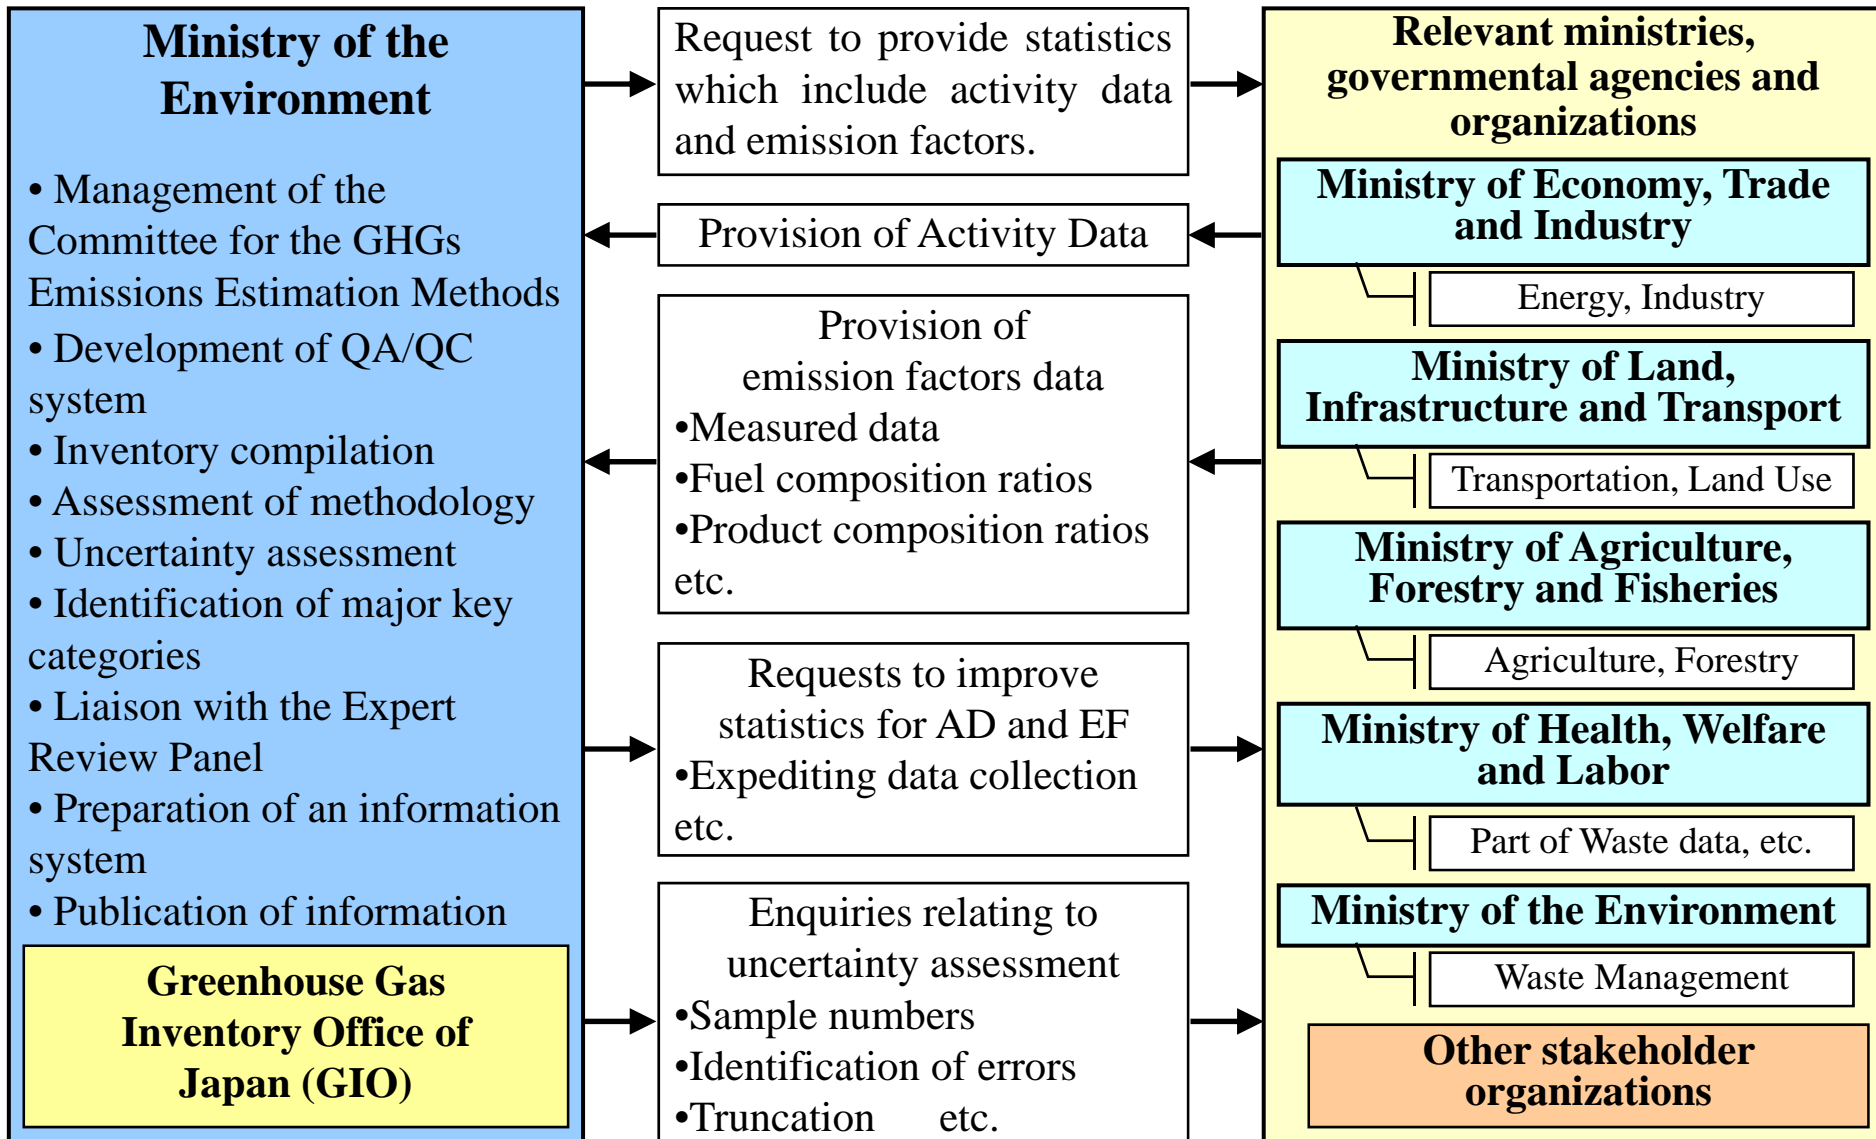 Ministry of the
Environment
• Management of the
Committee for the GHGs
Emissions Estimation Methods
• Development of QA/QC
system
• Inventory compilation
• Assessment of methodology
• Uncertainty assessment
• Identification of major key
categories
• Liaison with the Expert
Review Panel
• Preparation of an information
system
• Publication of information
Greenhouse Gas
Inventory Office of
Japan (GIO)
Request to provide statistics
which include activity data
and emission factors.
Provision of Activity Data
Provision of
emission factors data
•Measured data
•Fuel composition ratios
•Product composition ratios
etc.
Requests to improve
statistics for AD and EF
•Expediting data collection
etc.
Enquiries relating to
uncertainty assessment
•Sample numbers
•Identification of errors
•Truncation etc.
Relevant ministries,
governmental agencies and
organizations
Ministry of Economy, Trade
and Industry
Energy, Industry
Ministry of Land,
Infrastructure and Transport
Transportation, Land Use
Ministry of Agriculture,
Forestry and Fisheries
Agriculture, Forestry
Ministry of Health, Welfare
and Labor
Part of Waste data, etc.
Ministry of the Environment
Waste Management
Other stakeholder
organizations